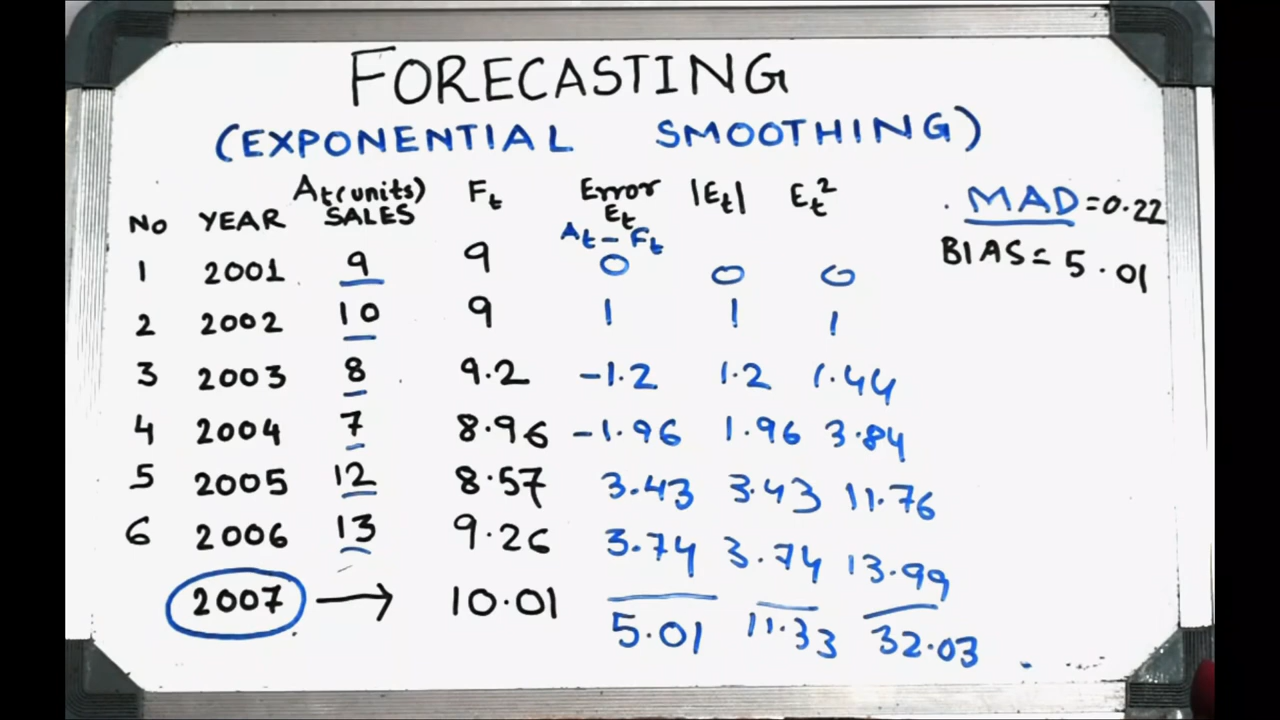 FORECASTING
(EXPONENTIAL SMOOTHING)
No YEAR At(units) SALES Ft Error Et At - Ft |Et| Et²
1 2001 9 9 0 0 0
2 2002 10 9 1 1 1
3 2003 8 9.2 -1.2 1.2 1.44
4 2004 7 8.96 -1.96 1.96 3.84
5 2005 12 8.57 3.43 3.43 11.76
6 2006 13 9.26 3.74 3.74 13.99
2007 → 10.01 5.01 11.33 32.03
MAD = 0.22
BIAS = 5.01